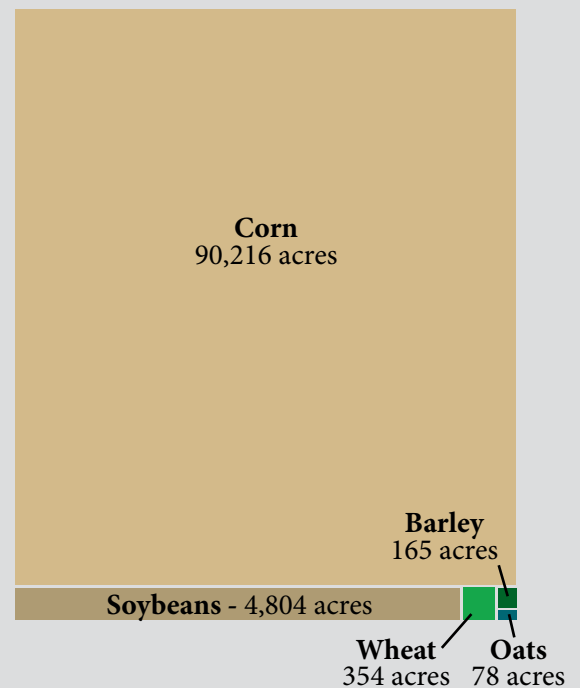 Corn
90,216 acres
Barley
165 acres
Soybeans - 4,804 acres
Wheat
354 acres
Oats
78 acres